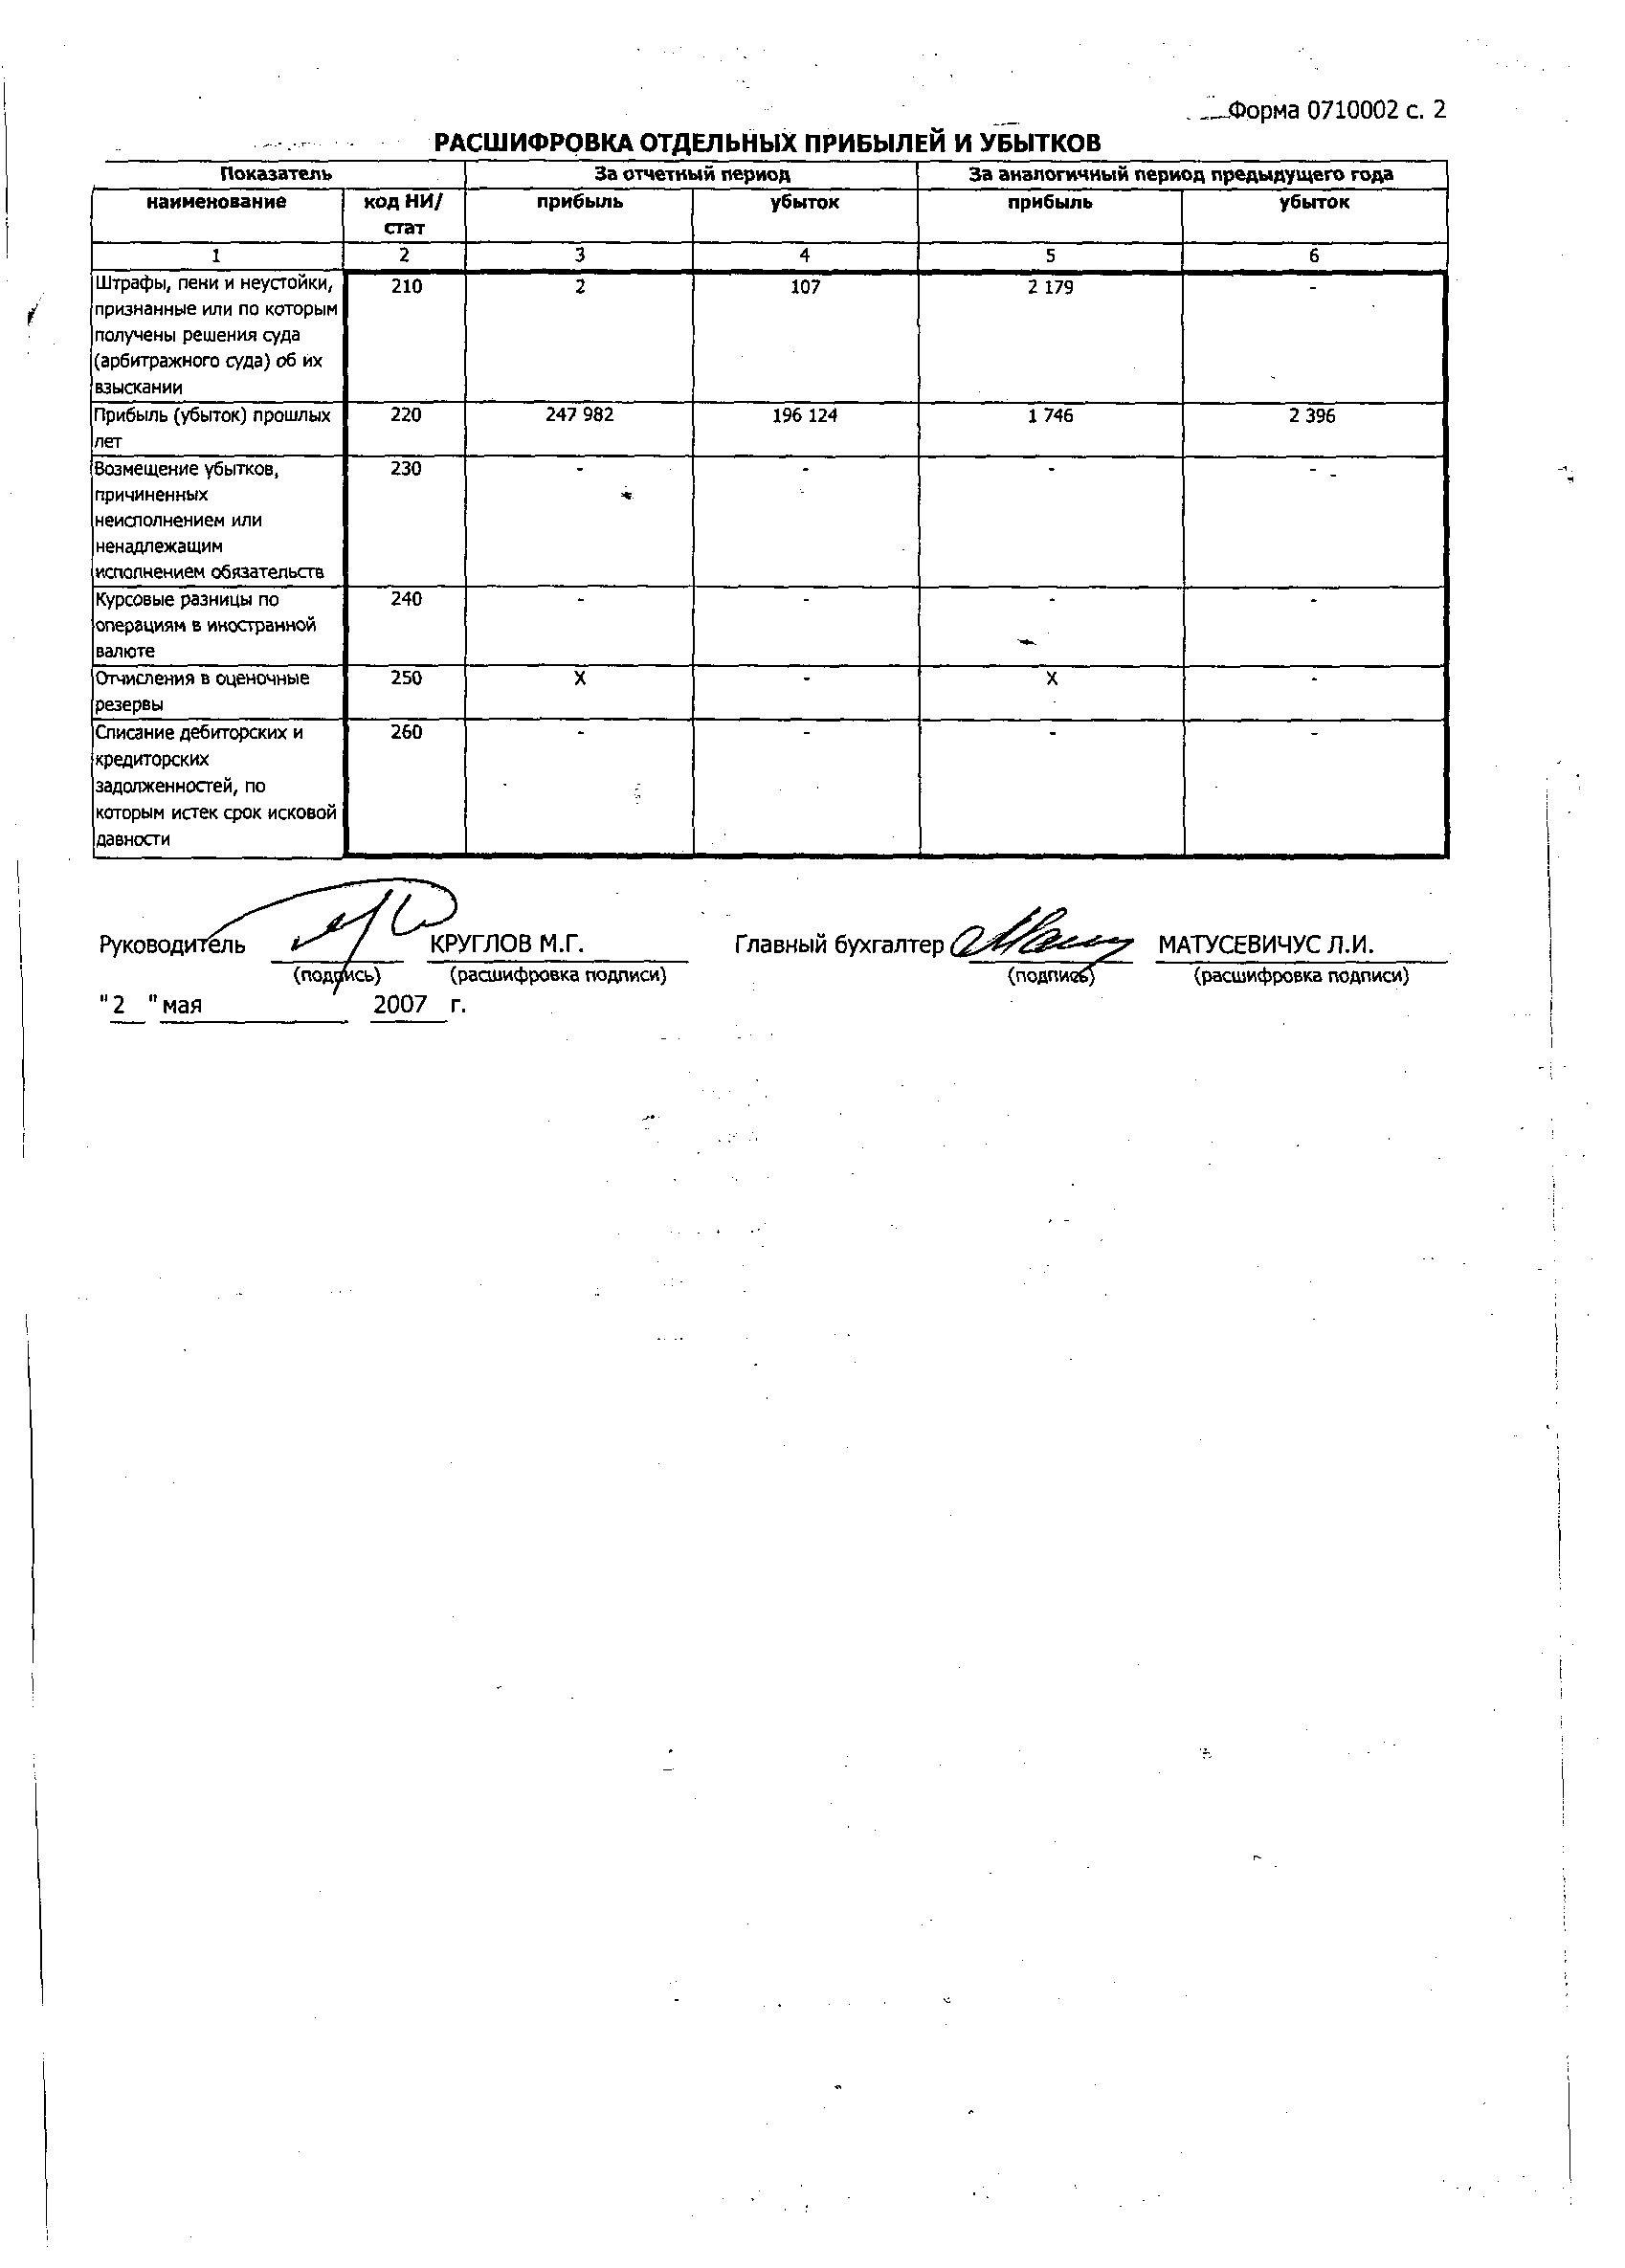 Форма 0710002 с. 2
РАСШИФРОВКА ОТДЕЛЬНЫХ ПРИБЫЛЕЙ И УБЫТКОВ
Показатель За отчетный период За аналогичный период предыдущего года
наименование код НИ/ прибыль убыток прибыль убыток
стат
1 2 3 4 5 6
Штрафы, пени и неустойки, 210 2 107 2 179 -
признанные или по которым
получены решения суда
(арбитражного суда) об их
взыскании
Прибыль (убыток) прошлых 220 247 982 196 124 1 746 2 396
лет
Возмещение убытков, 230 - - - -
причиненных
неисполнением или
ненадлежащим
исполнением обязательств
Курсовые разницы по 240 - - - -
операциям в иностранной
валюте
Отчисления в оценочные 250 X - X -
резервы
Списание дебиторских и 260 - - - -
кредиторских
задолженностей, по
которым истек срок исковой
давности
Руководитель КРУГЛОВ М.Г. Главный бухгалтер МАТУСЕВИЧУС Л.И.
(подпись) (расшифровка подписи) (подпись) (расшифровка подписи)
"2 " мая 2007 г.